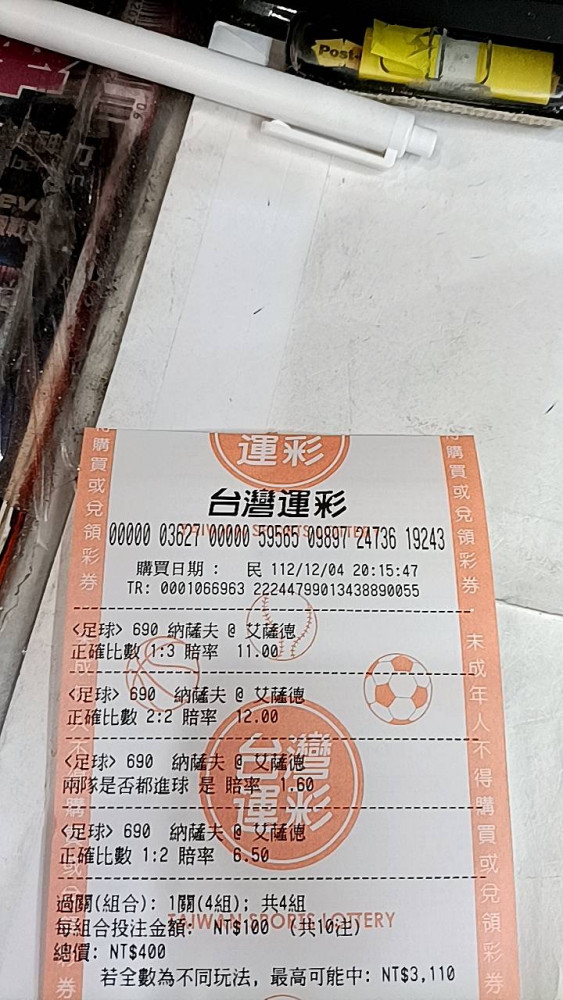 Post-
運彩
台灣運彩
00000 03627 00000 59565 09897 24736 19243
購買日期 : 民 112/12/04 20:15:47
TR: 0001066963 22244799013438890055
<足球> 690 納薩夫 @ 艾薩德
正確比數 1:3 賠率 11.00
<足球> 690 納薩夫 @ 艾薩德
正確比數 2:2 賠率 12.00
<足球> 690 納薩夫 @ 艾薩德
兩隊是否都進球 是 賠率 1.60
<足球> 690 納薩夫 @ 艾薩德
正確比數 1:2 賠率 6.50
過關(組合): 1關(4組); 共4組
每組合投注金額: NT$100 (共10注)
總價: NT$400
若全數為不同玩法, 最高可能中: NT$3,110
台灣運彩
TAIWAN SPORTS LOTTERY
購買或兌領彩券
購買或兌領彩券
未成年人不得購買或兌領彩券